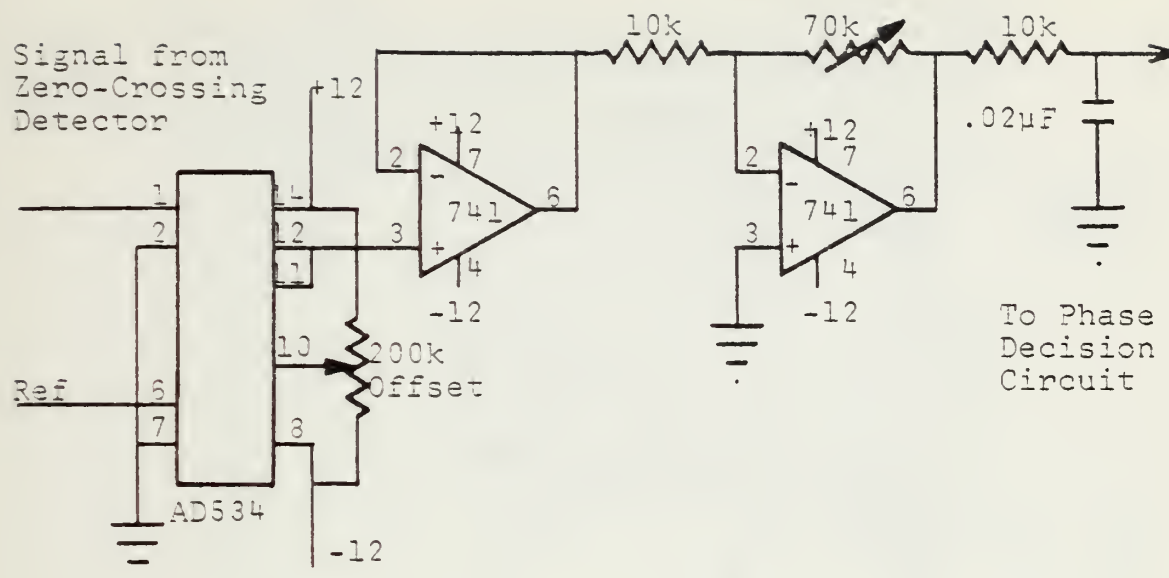 Signal from
Zero-Crossing
Detector
+12
10k
70k
10k
.02µF
+12
7
2
-
741
6
3
+
4
-12
+12
7
2
-
741
6
3
+
4
-12
1
14
2
12
11
10
200k
Offset
Ref
6
7
8
AD534
-12
To Phase
Decision
Circuit